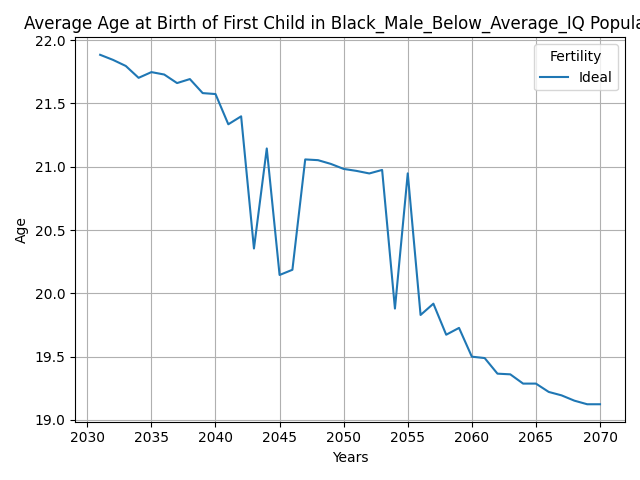 Average Age at Birth of First Child in Black_Male_Below_Average_IQ Popula
22.0
21.5
21.0
20.5
20.0
19.5
19.0
Age
Fertility
Ideal
2030 2035 2040 2045 2050 2055 2060 2065 2070
Years